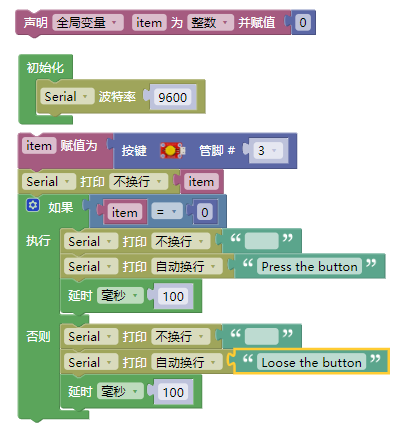 声明 全局变量 item 为 整数 并赋值 0
初始化
Serial 波特率 9600
item 赋值为 按键 管脚 # 3
Serial 打印 不换行 item
如果 item = 0
执行 Serial 打印 不换行 “ ”
Serial 打印 自动换行 “ Press the button ”
延时 毫秒 100
否则 Serial 打印 不换行 “ ”
Serial 打印 自动换行 “ Loose the button ”
延时 毫秒 100